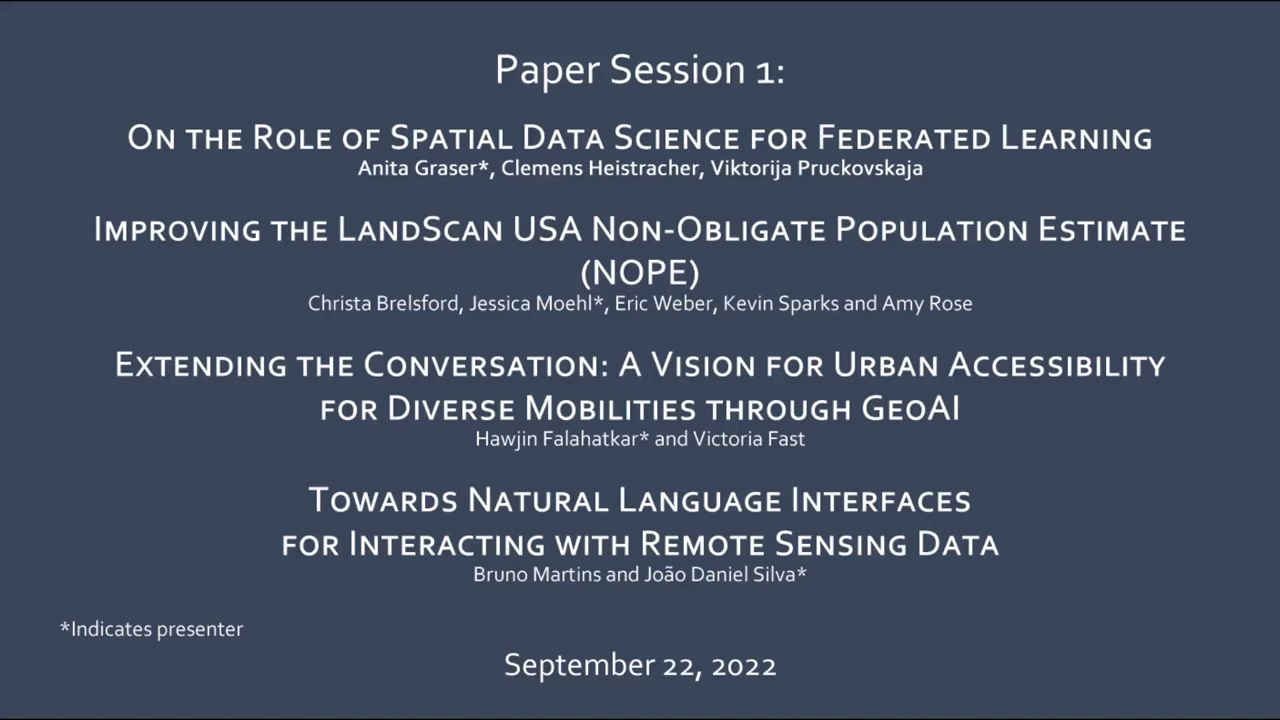 Paper Session 1:
On the Role of Spatial Data Science for Federated Learning
Anita Graser*, Clemens Heistracher, Viktorija Pruckovskaja
Improving the LandScan USA Non-Obligate Population Estimate
(NOPE)
Christa Brelsford, Jessica Moehl*, Eric Weber, Kevin Sparks and Amy Rose
Extending the Conversation: A Vision for Urban Accessibility
for Diverse Mobilities through GeoAI
Hawjin Falahatkar* and Victoria Fast
Towards Natural Language Interfaces
for Interacting with Remote Sensing Data
Bruno Martins and João Daniel Silva*
*Indicates presenter
September 22, 2022